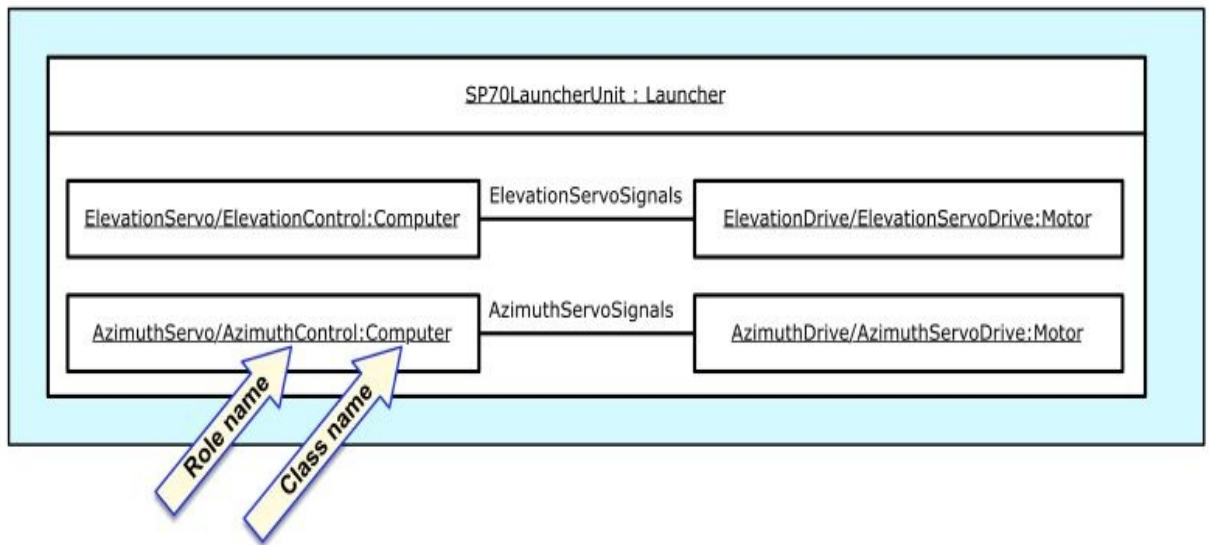 SP70LauncherUnit : Launcher
ElevationServo/ElevationControl:Computer
ElevationServoSignals
ElevationDrive/ElevationServoDrive:Motor
AzimuthServo/AzimuthControl:Computer
AzimuthServoSignals
AzimuthDrive/AzimuthServoDrive:Motor
Role name
Class name